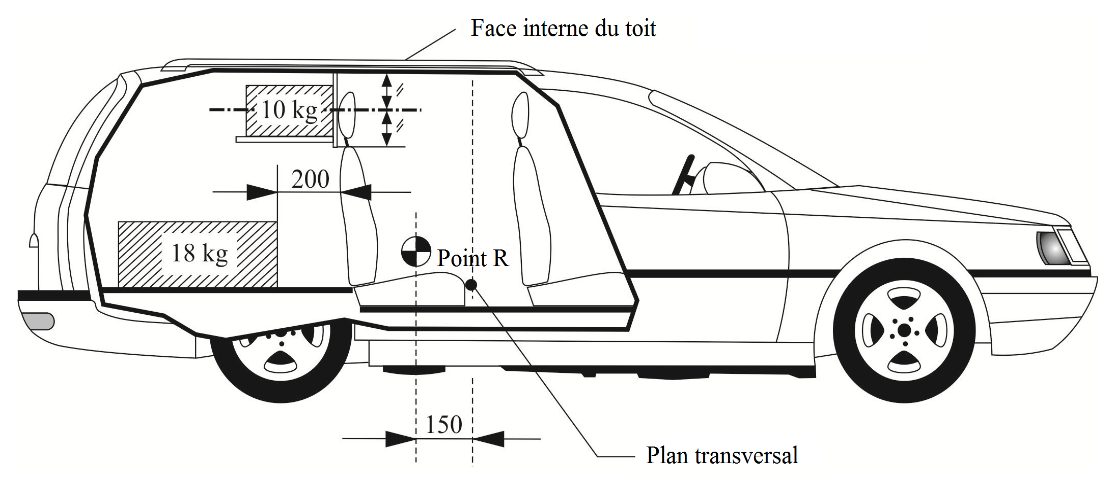 Face interne du toit
10 kg
200
18 kg
Point R
150
Plan transversal